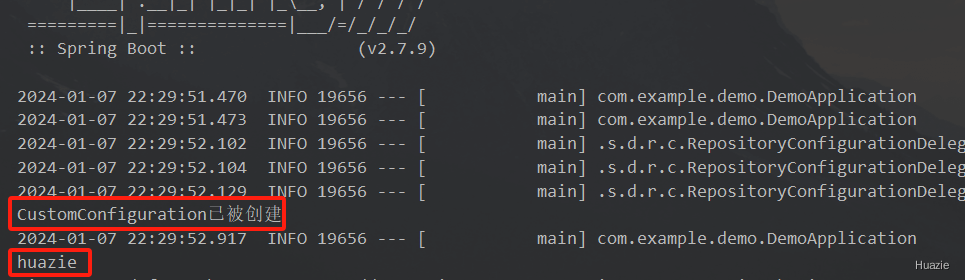 |____| .__|_| |_|_| |_\__, | / / / /
=========|_|==============|___/=/_/_/_/
:: Spring Boot :: (v2.7.9)
2024-01-07 22:29:51.470 INFO 19656 --- [ main] com.example.demo.DemoApplication
2024-01-07 22:29:51.473 INFO 19656 --- [ main] com.example.demo.DemoApplication
2024-01-07 22:29:52.102 INFO 19656 --- [ main] .s.d.r.c.RepositoryConfigurationDeleg
2024-01-07 22:29:52.104 INFO 19656 --- [ main] .s.d.r.c.RepositoryConfigurationDeleg
2024-01-07 22:29:52.129 INFO 19656 --- [ main] .s.d.r.c.RepositoryConfigurationDeleg
CustomConfiguration已被创建
2024-01-07 22:29:52.917 INFO 19656 --- [ main] com.example.demo.DemoApplication
huazie
Huazie